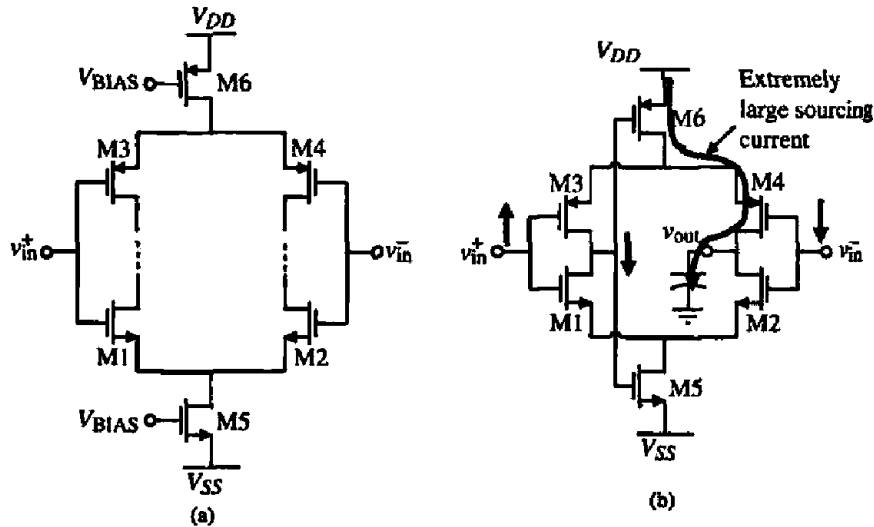 V_DD
V_BIAS
M6
M3
M4
v_in^+
v_in^-
M1
M2
V_BIAS
M5
V_SS
(a)
V_DD
Extremely
large sourcing
current
M6
M3
M4
v_out
v_in^+
v_in^-
M1
M2
M5
V_SS
(b)